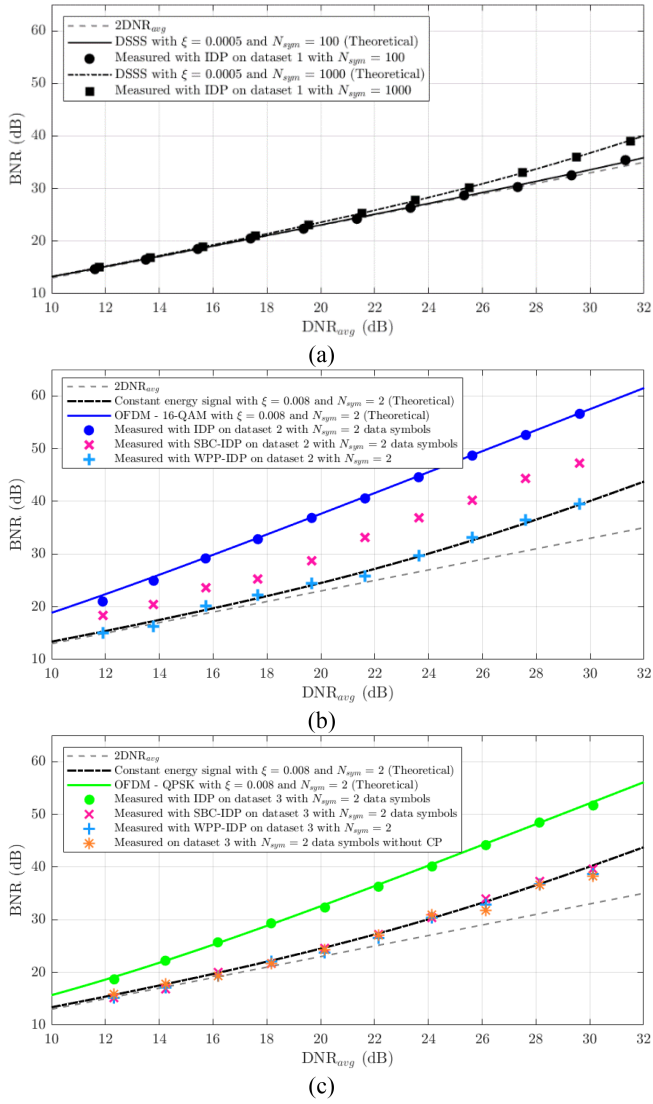 60
50
40
30
20
10
BNR (dB)
2DNR_avg
DSSS with ξ = 0.0005 and N_sym = 100 (Theoretical)
Measured with IDP on dataset 1 with N_sym = 100
DSSS with ξ = 0.0005 and N_sym = 1000 (Theoretical)
Measured with IDP on dataset 1 with N_sym = 1000
10 12 14 16 18 20 22 24 26 28 30 32
DNR_avg (dB)
(a)
60
50
40
30
20
10
BNR (dB)
2DNR_avg
Constant energy signal with ξ = 0.008 and N_sym = 2 (Theoretical)
OFDM - 16-QAM with ξ = 0.008 and N_sym = 2 (Theoretical)
Measured with IDP on dataset 2 with N_sym = 2 data symbols
Measured with SBC-IDP on dataset 2 with N_sym = 2 data symbols
Measured with WPP-IDP on dataset 2 with N_sym = 2
10 12 14 16 18 20 22 24 26 28 30 32
DNR_avg (dB)
(b)
60
50
40
30
20
10
BNR (dB)
2DNR_avg
Constant energy signal with ξ = 0.008 and N_sym = 2 (Theoretical)
OFDM - QPSK with ξ = 0.008 and N_sym = 2 (Theoretical)
Measured with IDP on dataset 3 with N_sym = 2 data symbols
Measured with SBC-IDP on dataset 3 with N_sym = 2 data symbols
Measured with WPP-IDP on dataset 3 with N_sym = 2
Measured on dataset 3 with N_sym = 2 data symbols without CP
10 12 14 16 18 20 22 24 26 28 30 32
DNR_avg (dB)
(c)